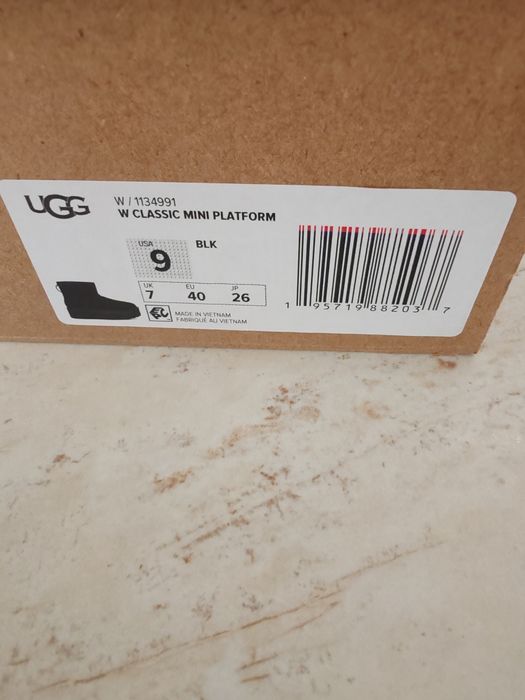 UGG
W / 1134991
W CLASSIC MINI PLATFORM
USA
9
BLK
UK EU JP
7 40 26
MADE IN VIETNAM
FABRIQUÉ AU VIETNAM
1 95719 88203 7